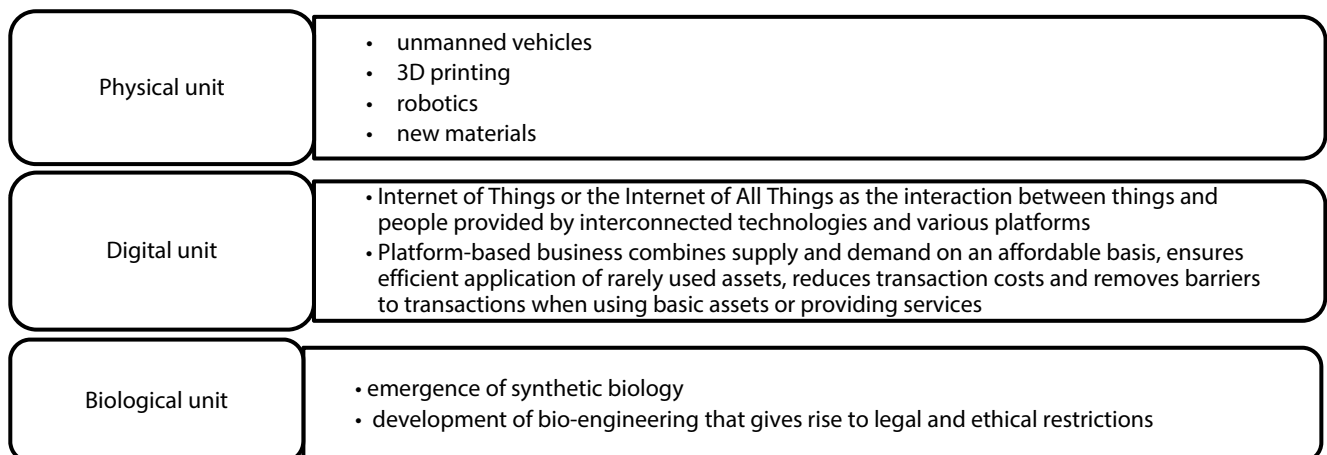 Physical unit
• unmanned vehicles
• 3D printing
• robotics
• new materials
Digital unit
• Internet of Things or the Internet of All Things as the interaction between things and
people provided by interconnected technologies and various platforms
• Platform-based business combines supply and demand on an affordable basis, ensures
efficient application of rarely used assets, reduces transaction costs and removes barriers
to transactions when using basic assets or providing services
Biological unit
• emergence of synthetic biology
• development of bio-engineering that gives rise to legal and ethical restrictions